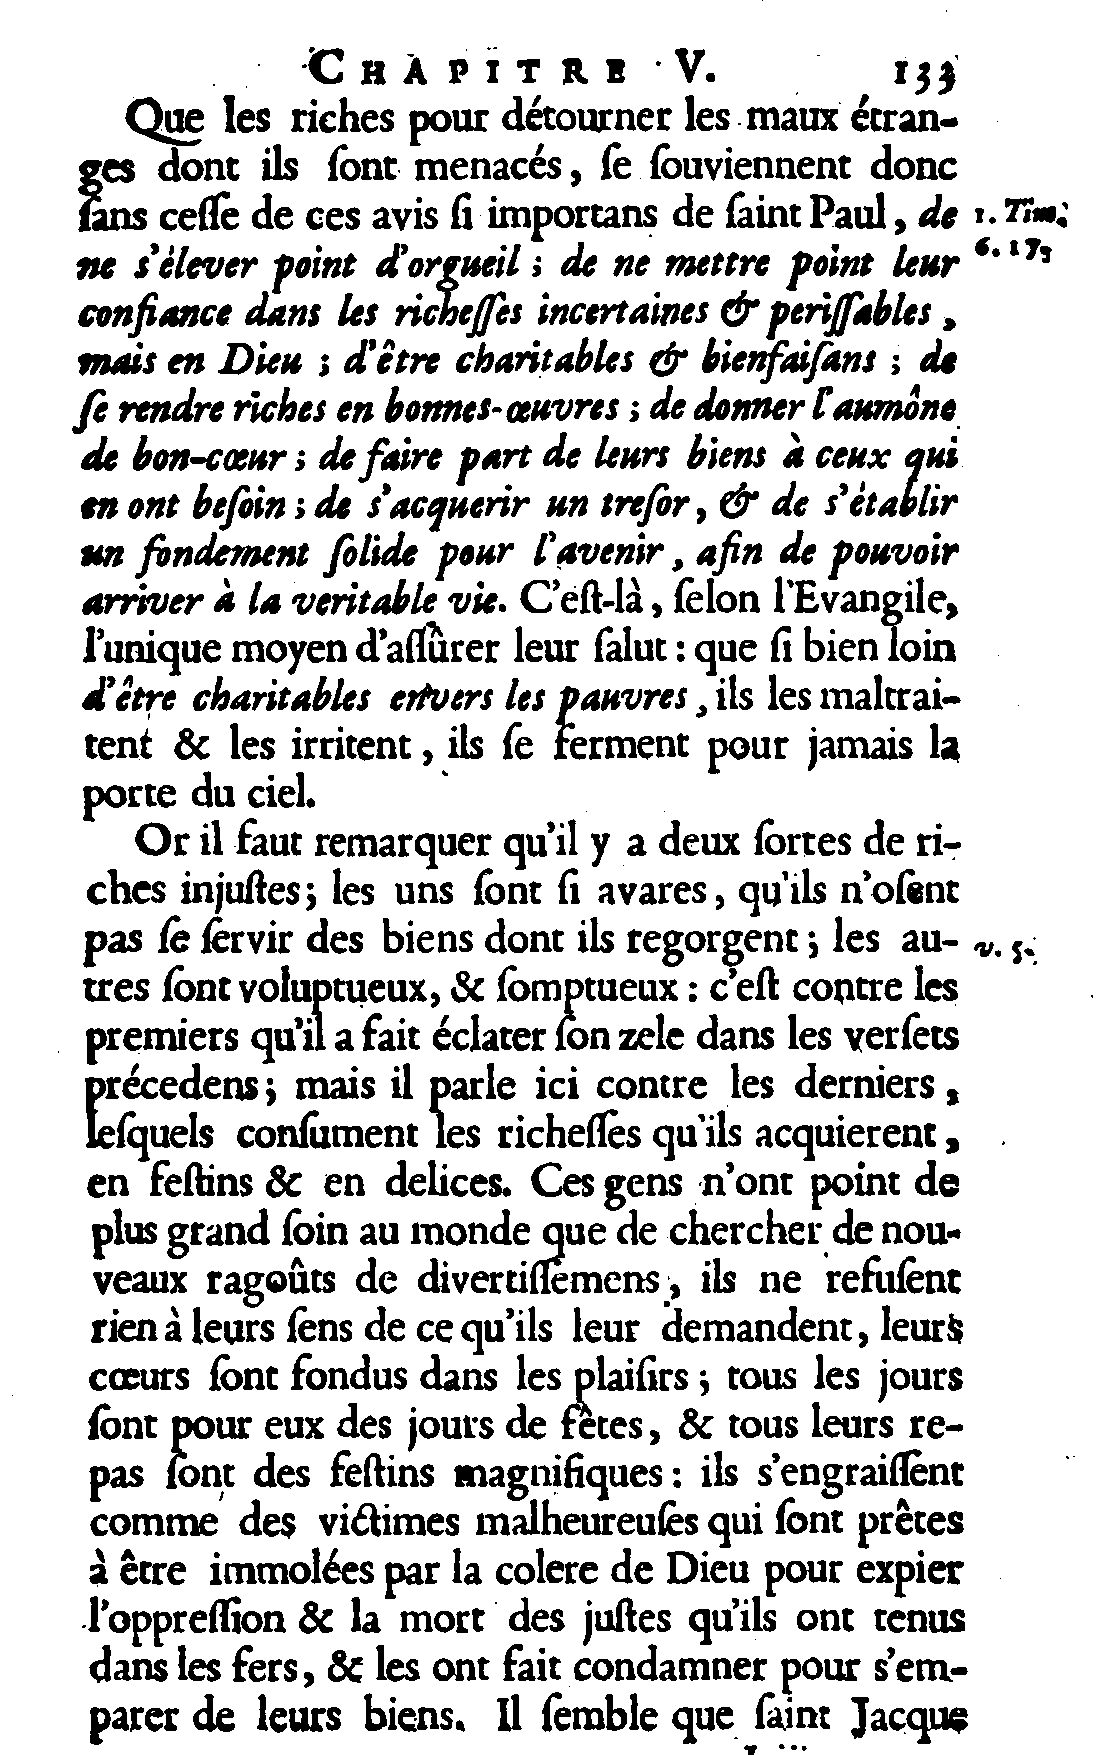 CHAPITRE V. 133
Que les riches pour détourner les maux étran-
ges dont ils ſont menacés, ſe ſouviennent donc
ſans ceſſe de ces avis ſi importans de ſaint Paul, de
1. Tim.
ne s'élever point d'orgueil ; de ne mettre point leur
6. 17.
confiance dans les richeſſes incertaines & periſſables,
mais en Dieu ; d'être charitables & bienfaiſans ; de
ſe rendre riches en bonnes-œuvres ; de donner l'aumône
de bon-cœur ; de faire part de leurs biens à ceux qui
en ont beſoin ; de s'acquerir un treſor, & de s'établir
un fondement ſolide pour l'avenir, afin de pouvoir
arriver à la veritable vie. C'eſt-là, ſelon l'Evangile,
l'unique moyen d'aſſûrer leur ſalut : que ſi bien loin
d'être charitables envers les pauvres, ils les maltrai-
tent & les irritent, ils ſe ferment pour jamais la
porte du ciel.
Or il faut remarquer qu'il y a deux ſortes de ri-
ches injuſtes ; les uns ſont ſi avares, qu'ils n'oſent
pas ſe ſervir des biens dont ils regorgent ; les au-
v. 5.
tres ſont voluptueux, & ſomptueux : c'eſt contre les
premiers qu'il a fait éclater ſon zele dans les verſets
précedens ; mais il parle ici contre les derniers,
leſquels conſument les richeſſes qu'ils acquierent,
en feſtins & en delices. Ces gens n'ont point de
plus grand ſoin au monde que de chercher de nou-
veaux ragoûts de divertiſſemens, ils ne refuſent
rien à leurs ſens de ce qu'ils leur demandent, leurs
cœurs ſont fondus dans les plaiſirs ; tous les jours
ſont pour eux des jours de fêtes, & tous leurs re-
pas ſont des feſtins magnifiques : ils s'engraiſſent
comme des victimes malheureuſes qui ſont prêtes
à être immolées par la colere de Dieu pour expier
l'oppreſſion & la mort des juſtes qu'ils ont tenus
dans les fers, & les ont fait condamner pour s'em-
parer de leurs biens. Il ſemble que ſaint Jacque